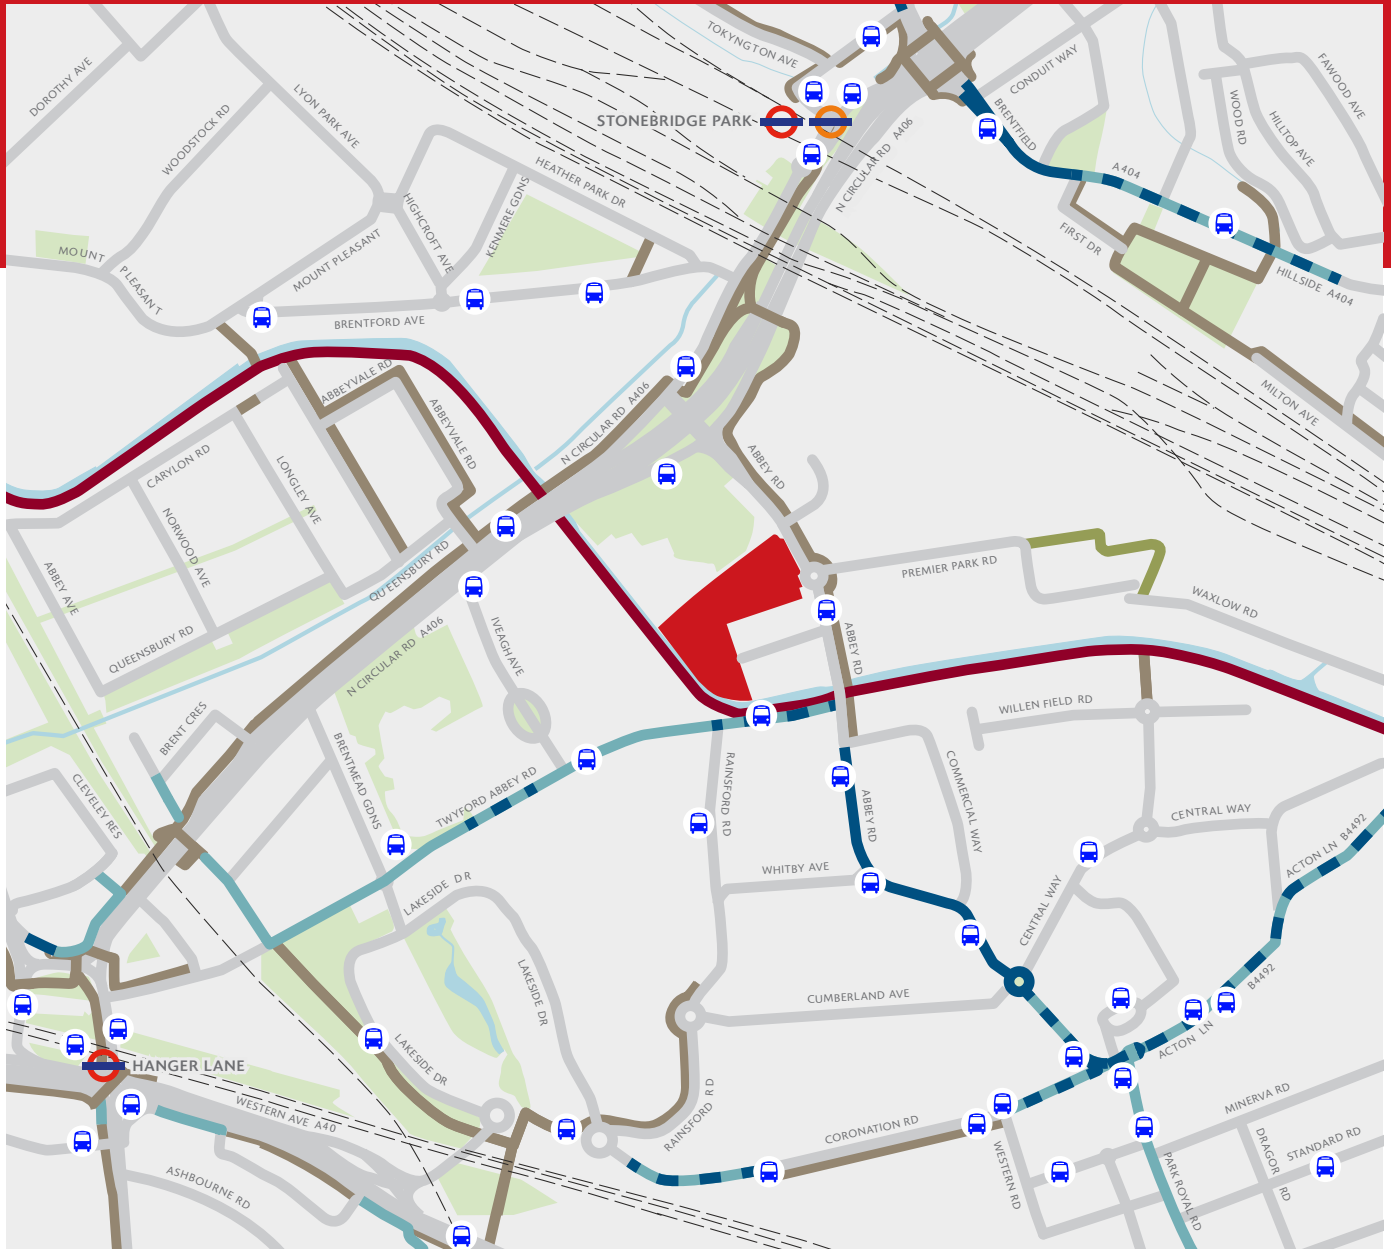 TOKYNGTON AVE
DOROTHY AVE
LYON PARK AVE
WOODSTOCK RD
STONEBRIDGE PARK
N CIRCULAR RD A406
CONDUIT WAY
BRENTFIELD
WOOD RD
HILLTOP AVE
FAWOOD AVE
A404
HEATHER PARK DR
KENMERE GDNS
HIGHCROFT AVE
MOUNT PLEASANT
MOUNT
PLEASANT
FIRST DR
HILLSIDE A404
BRENTFORD AVE
ABBEYVALE RD
ABBEYVALE RD
N CIRCULAR RD A406
MILTON AVE
CARYLON RD
LONGLEY AVE
NORWOOD AVE
ABBEY AVE
QUEENSBURY RD
QUEENSBURY RD
ABBEY RD
PREMIER PARK RD
WAXLOW RD
IVEAGH AVE
N CIRCULAR RD A406
ABBEY RD
BRENT CRES
WILLEN FIELD RD
BRENTMEAD GDNS
CLEVELEY RES
TWYFORD ABBEY RD
RAINSFORD RD
ABBEY RD
COMMERCIAL WAY
CENTRAL WAY
ACTON LN B4492
WHITBY AVE
LAKESIDE DR
CENTRAL WAY
LAKESIDE DR
CUMBERLAND AVE
B4492
ACTON LN
LAKESIDE DR
HANGER LANE
WESTERN AVE A40
RAINSFORD RD
CORONATION RD
MINERVA RD
STANDARD RD
DRAGOR RD
WESTERN RD
PARK ROYAL RD
ASHBOURNE RD